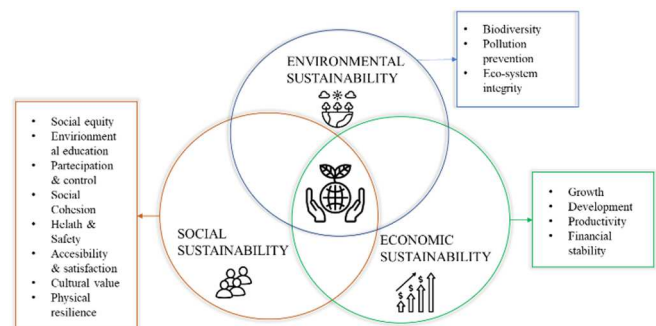 ENVIRONMENTAL
SUSTAINABILITY
Biodiversity
Pollution
prevention
Eco-system
integrity
Social equity
Envirionment
al education
Partecipation
& control
Social
Cohesion
Helath &
Safety
Accesibility
& satisfaction
Cultural value
Physical
resilience
SOCIAL
SUSTAINABILITY
ECONOMIC
SUSTAINABILITY
$ $ $ $
Growth
Development
Productivity
Financial
stability